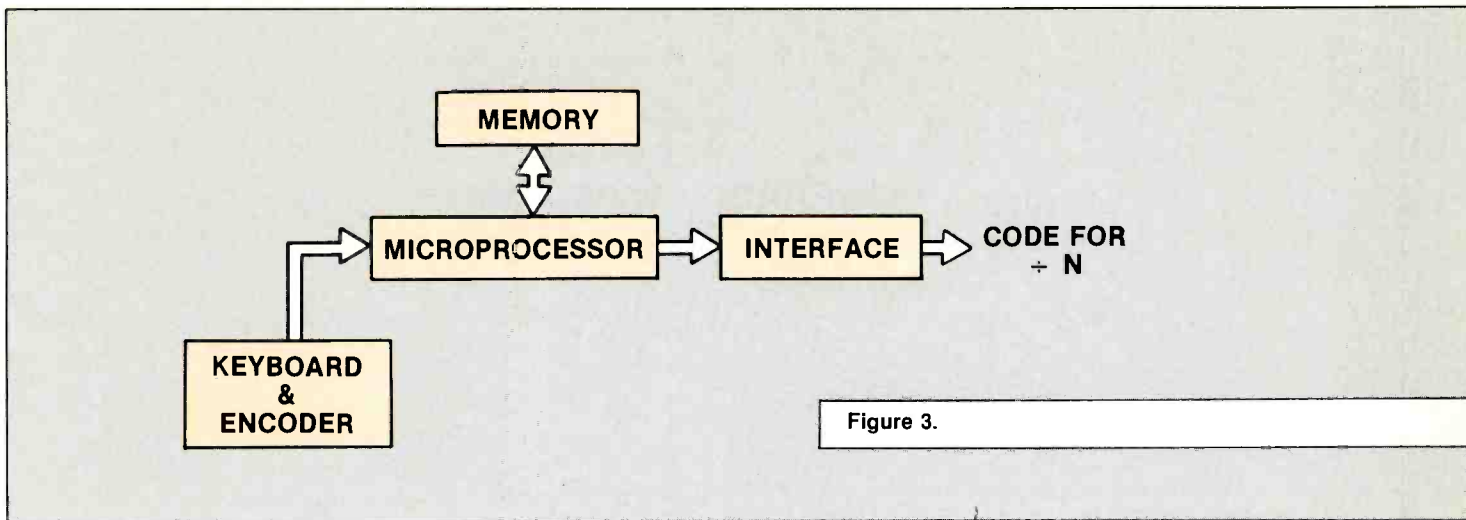 MEMORY
MICROPROCESSOR
INTERFACE
CODE FOR
÷ N
KEYBOARD
&
ENCODER
Figure 3.